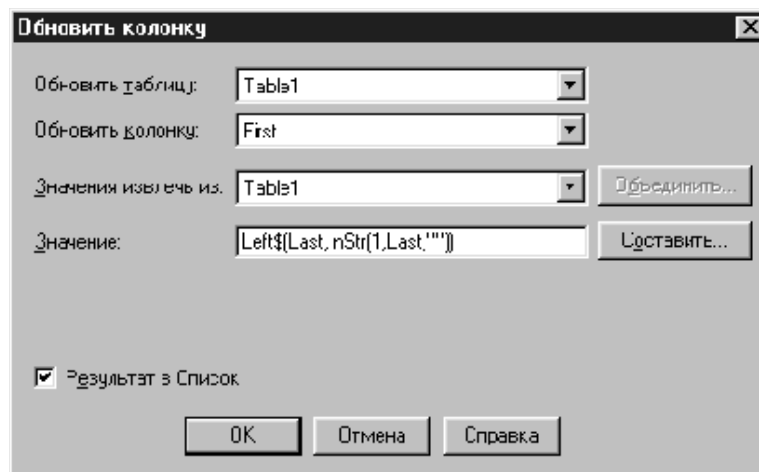 Обновить колонку
Обновить таблицу: Table1
Обновить колонку: First
Значения извлечь из: Table1 Объединить...
Значение: Left$(Last, InStr(1,Last," ")) Составить...
Результат в Список
OK Отмена Справка